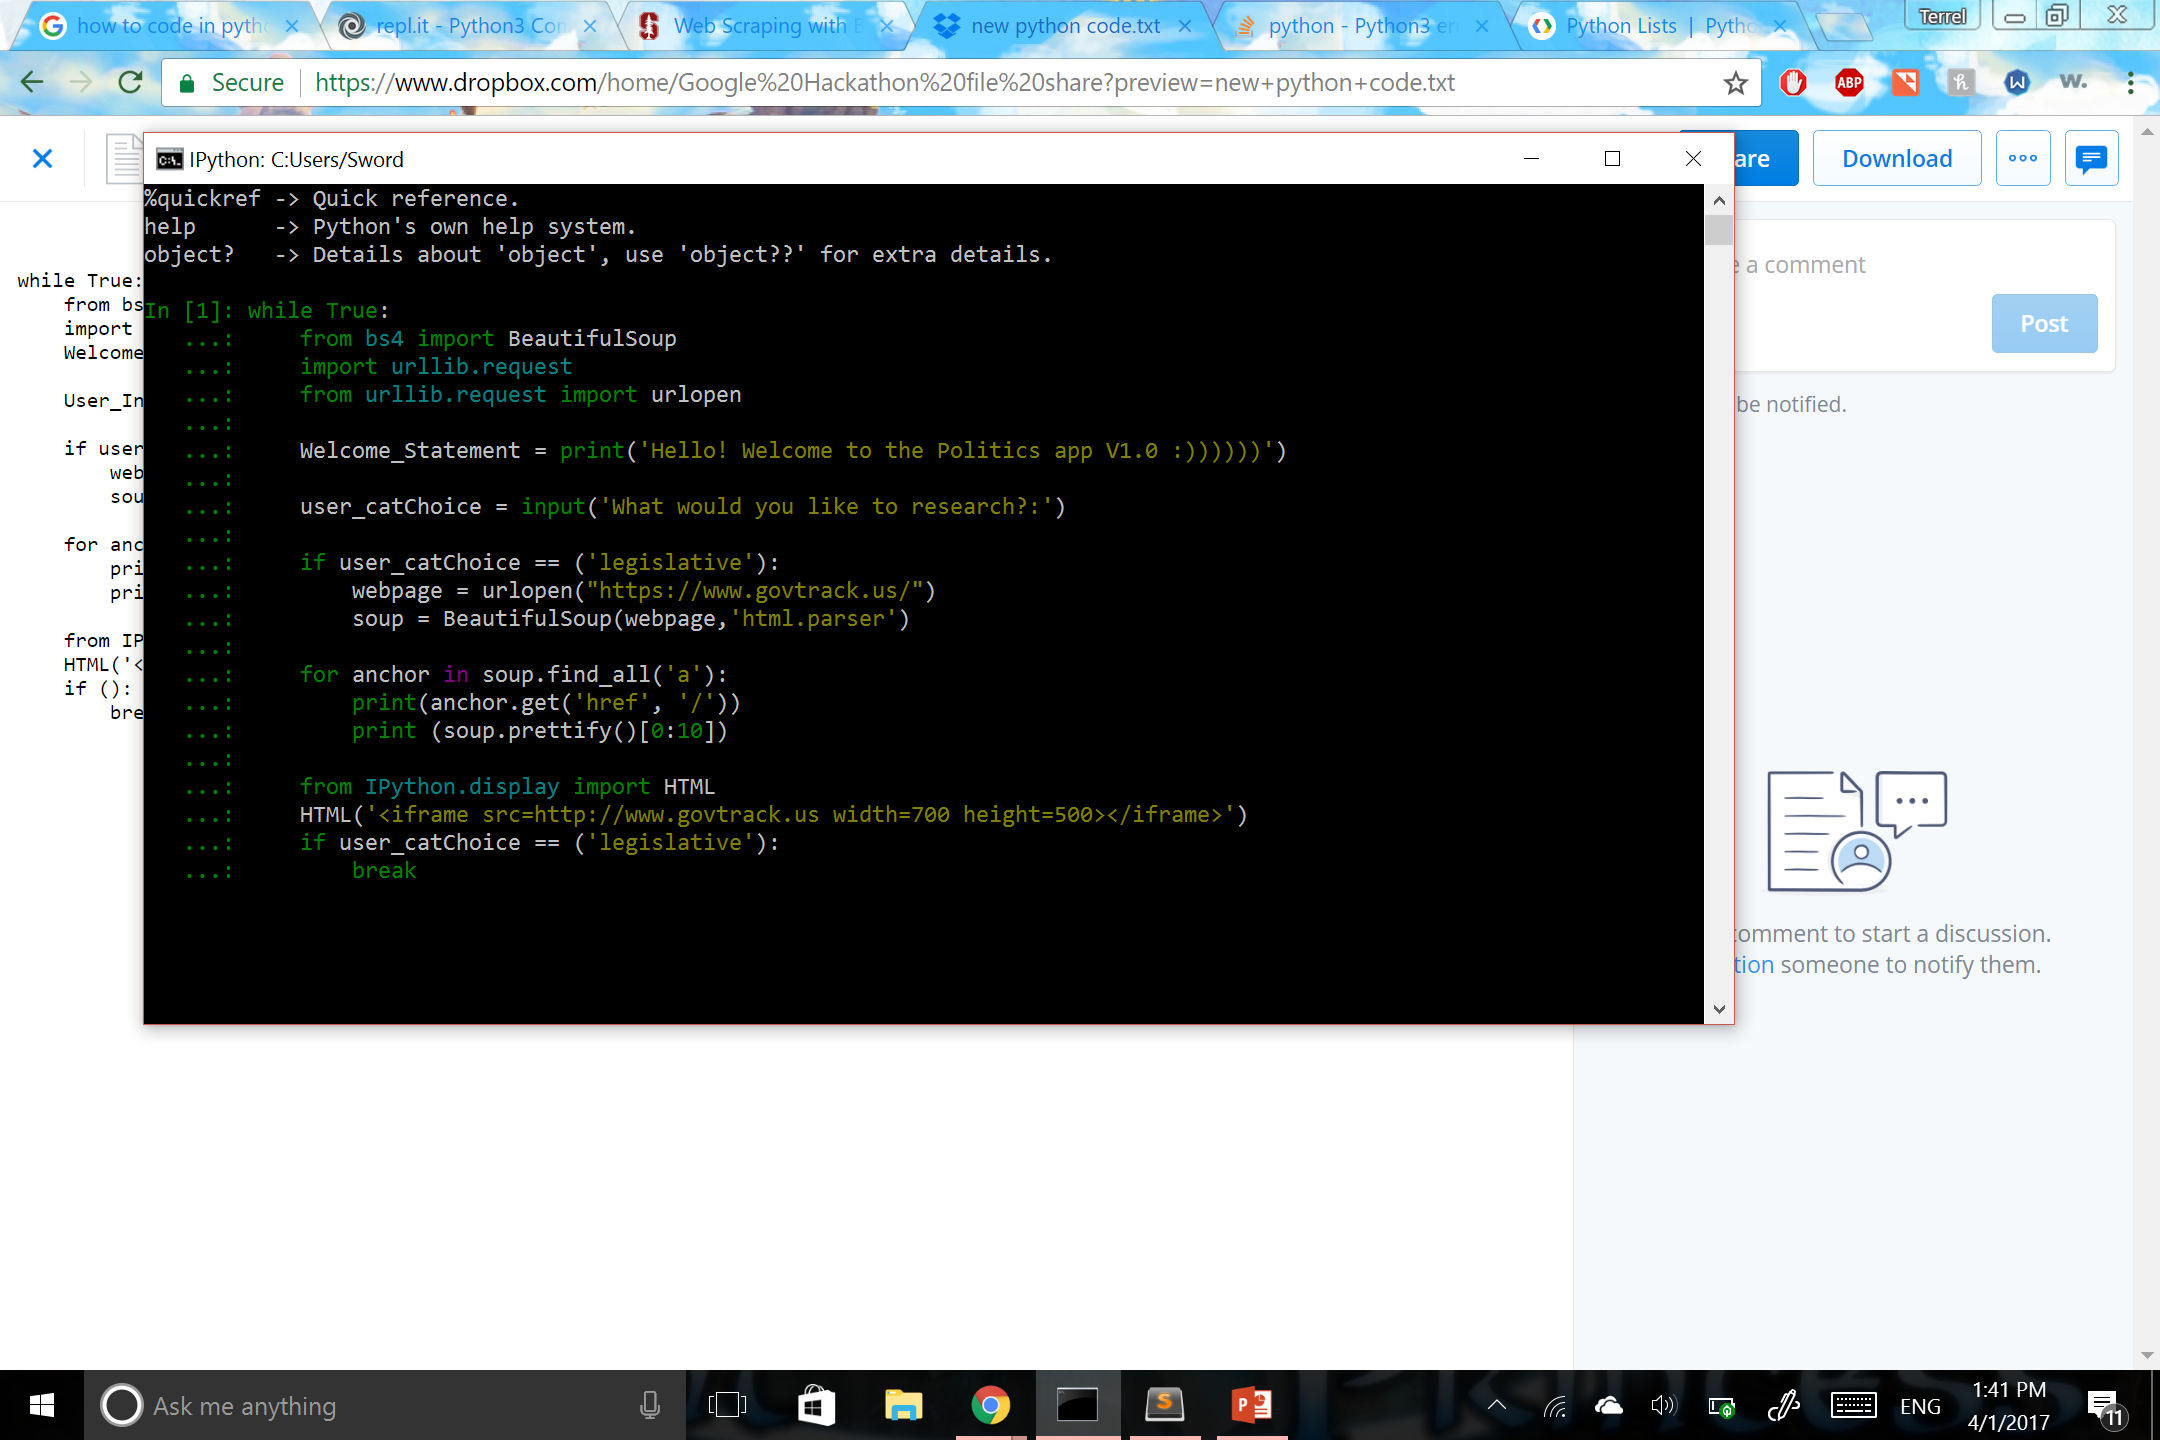 how to code in pyth
repl.it - Python3 Con
Web Scraping with B
new python code.txt
python - Python3 er
Python Lists | Pytho
Terrel
Secure
https://www.dropbox.com/home/Google%20Hackathon%20file%20share?preview=new+python+code.txt
ABP
h
W
w.
are
Download
IPython: C:Users/Sword
%quickref -> Quick reference.
help      -> Python's own help system.
object?   -> Details about 'object', use 'object??' for extra details.
In [1]: while True:
   ...:     from bs4 import BeautifulSoup
   ...:     import urllib.request
   ...:     from urllib.request import urlopen
   ...:
   ...:     Welcome_Statement = print('Hello! Welcome to the Politics app V1.0 :))))))')
   ...:
   ...:     user_catChoice = input('What would you like to research?:')
   ...:
   ...:     if user_catChoice == ('legislative'):
   ...:         webpage = urlopen("https://www.govtrack.us/")
   ...:         soup = BeautifulSoup(webpage,'html.parser')
   ...:
   ...:     for anchor in soup.find_all('a'):
   ...:         print(anchor.get('href', '/'))
   ...:         print (soup.prettify()[0:10])
   ...:
   ...:     from IPython.display import HTML
   ...:     HTML('<iframe src=http://www.govtrack.us width=700 height=500></iframe>')
   ...:     if user_catChoice == ('legislative'):
   ...:         break
while True:
from bs
import
Welcome
User_In
if user
web
sou
for anc
pri
pri
from IP
HTML('<
if ():
bre
e a comment
Post
be notified.
comment to start a discussion.
tion someone to notify them.
Ask me anything
ENG
1:41 PM
4/1/2017
11